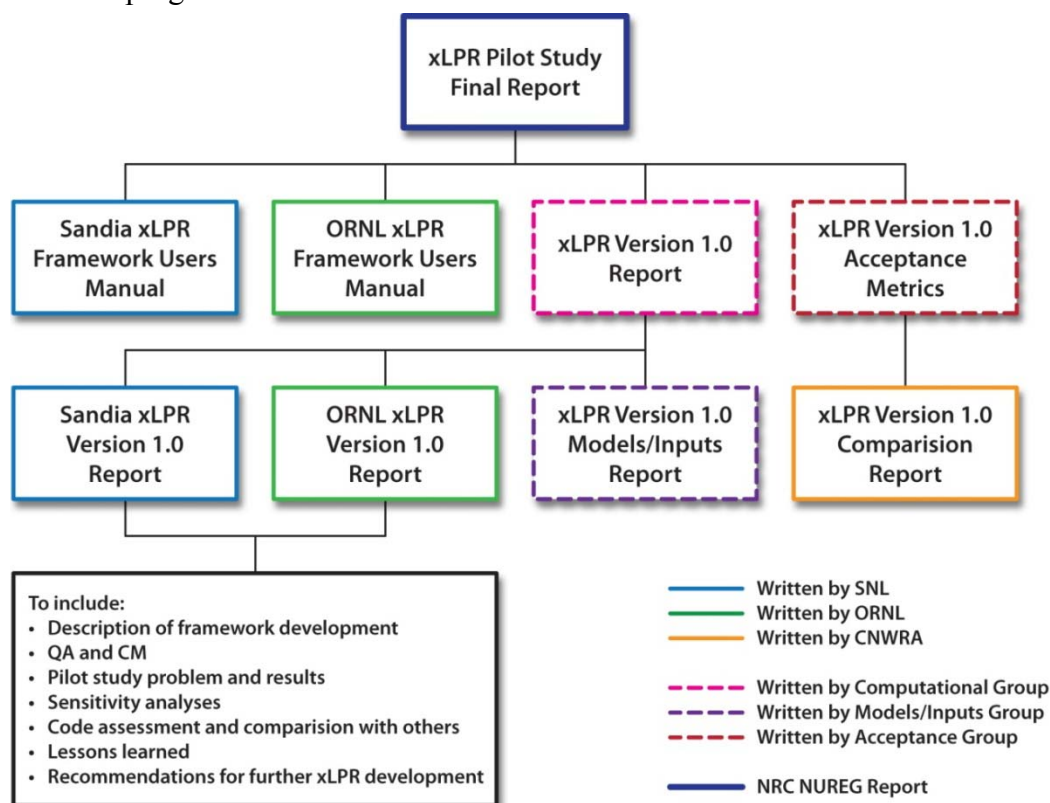 xLPR Pilot Study
Final Report
Sandia xLPR
Framework Users
Manual
ORNL xLPR
Framework Users
Manual
xLPR Version 1.0
Report
xLPR Version 1.0
Acceptance
Metrics
Sandia xLPR
Version 1.0
Report
ORNL xLPR
Version 1.0
Report
xLPR Version 1.0
Models/Inputs
Report
xLPR Version 1.0
Comparision
Report
To include:
• Description of framework development
• QA and CM
• Pilot study problem and results
• Sensitivity analyses
• Code assessment and comparision with others
• Lessons learned
• Recommendations for further xLPR development
Written by SNL
Written by ORNL
Written by CNWRA
Written by Computational Group
Written by Models/Inputs Group
Written by Acceptance Group
NRC NUREG Report